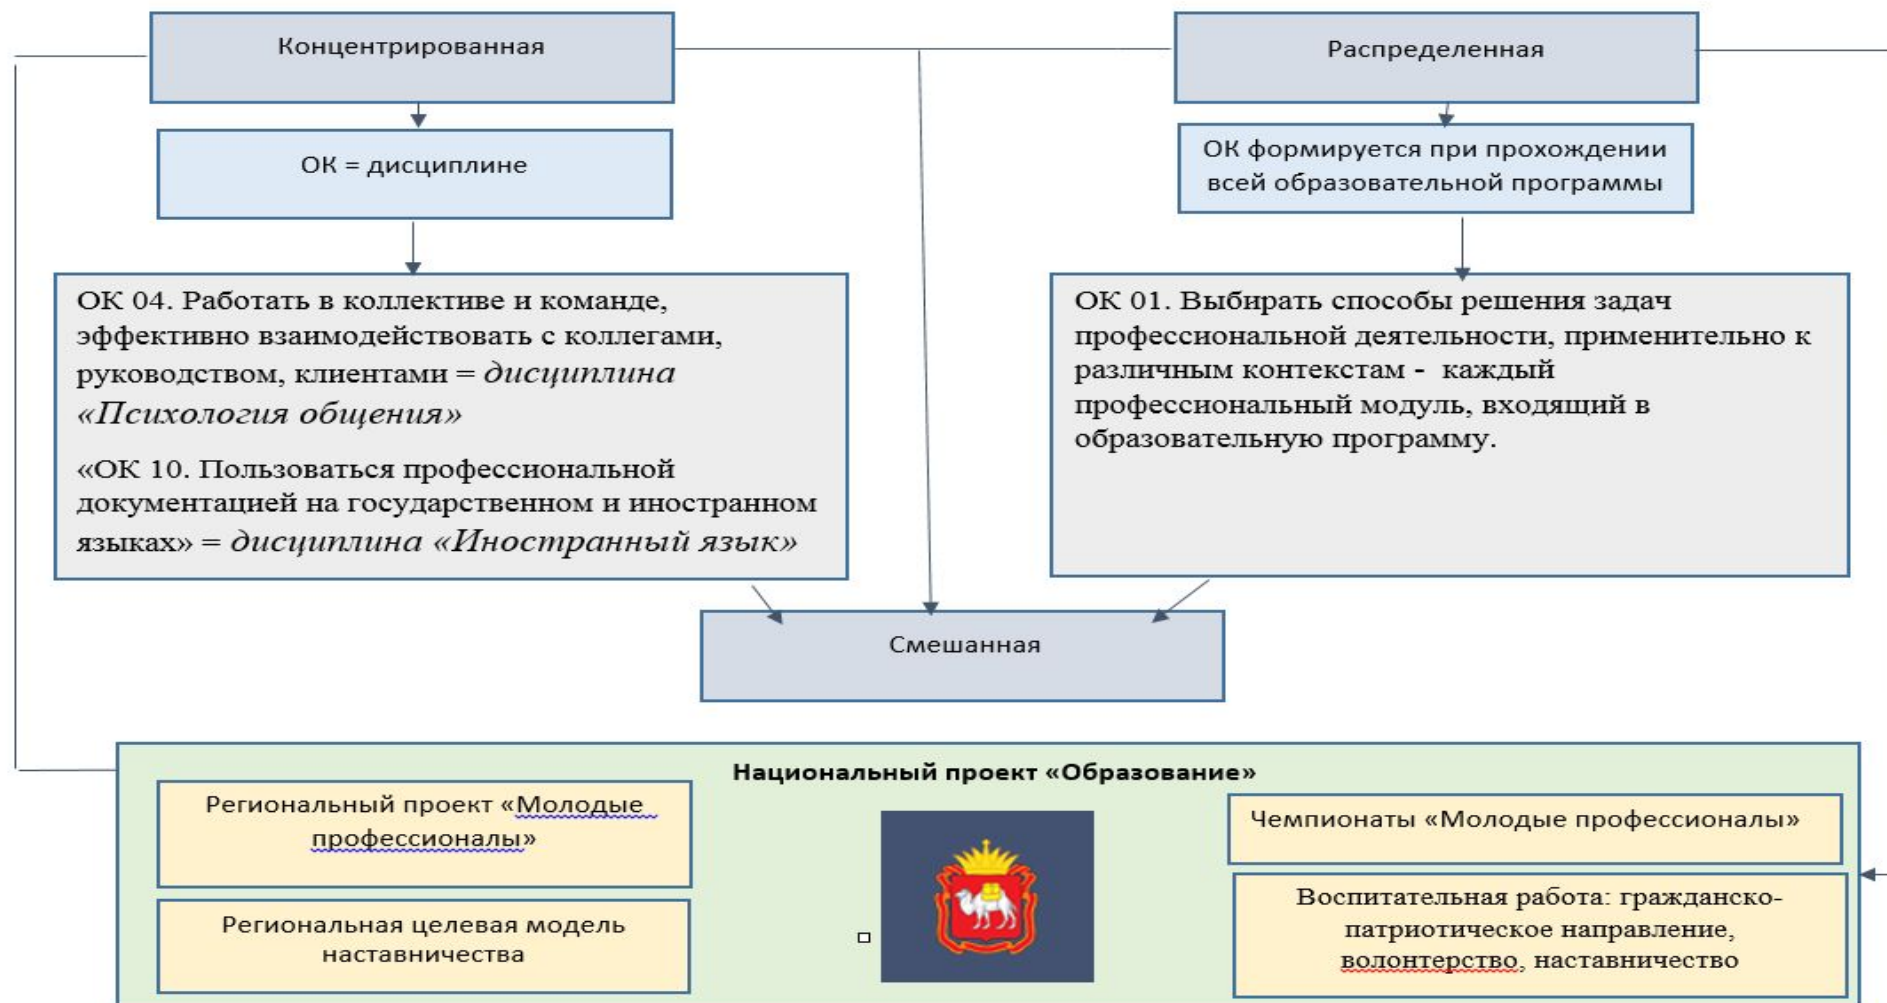 Концентрированная
Распределенная
ОК = дисциплине
ОК формируется при прохождении
всей образовательной программы
ОК 04. Работать в коллективе и команде,
эффективно взаимодействовать с коллегами,
руководством, клиентами = дисциплина
«Психология общения»
«ОК 10. Пользоваться профессиональной
документацией на государственном и иностранном
языках» = дисциплина «Иностранный язык»
ОК 01. Выбирать способы решения задач
профессиональной деятельности, применительно к
различным контекстам - каждый
профессиональный модуль, входящий в
образовательную программу.
Смешанная
Национальный проект «Образование»
Региональный проект «Молодые
профессионалы»
Региональная целевая модель
наставничества
Чемпионаты «Молодые профессионалы»
Воспитательная работа: гражданско-
патриотическое направление,
волонтерство, наставничество